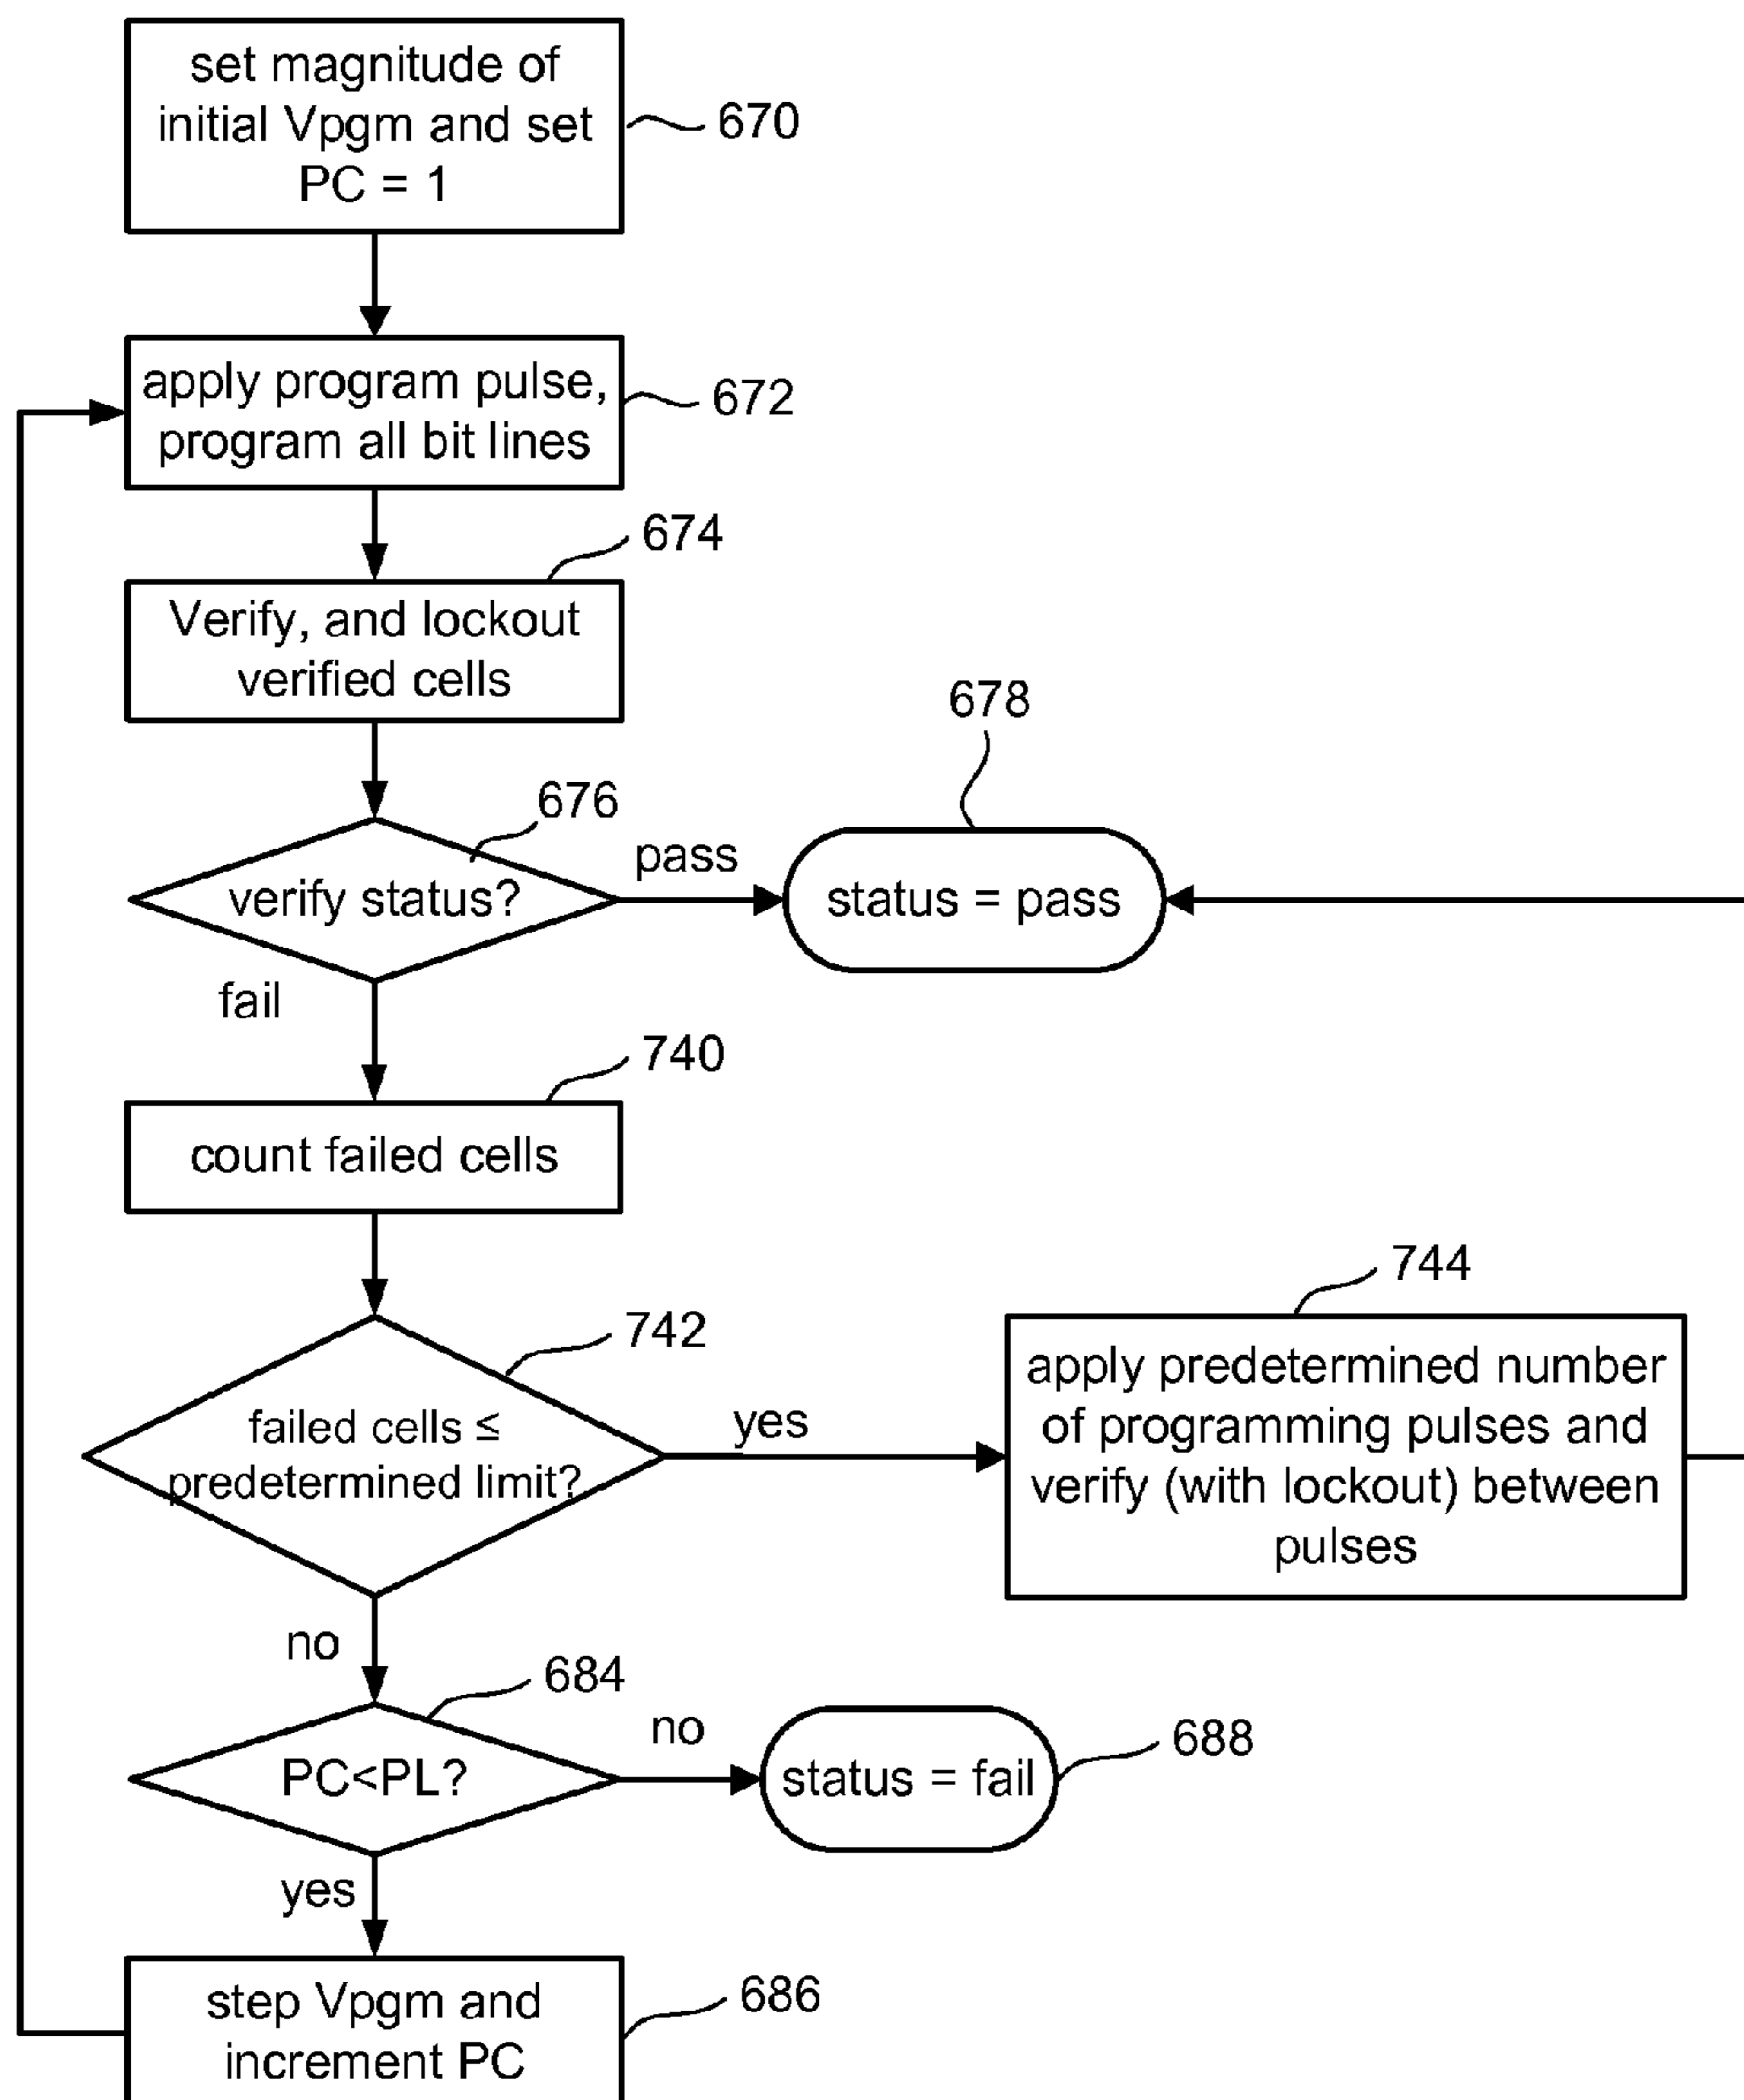 set magnitude of
initial Vpgm and set
PC = 1
670
apply program pulse,
program all bit lines
672
674
Verify, and lockout
verified cells
678
676
pass
verify status?
status = pass
fail
740
count failed cells
744
742
apply predetermined number
of programming pulses and
verify (with lockout) between
pulses
yes
failed cells ≤
predetermined limit?
no
684
no
688
PC<PL?
status = fail
yes
step Vpgm and
increment PC
686